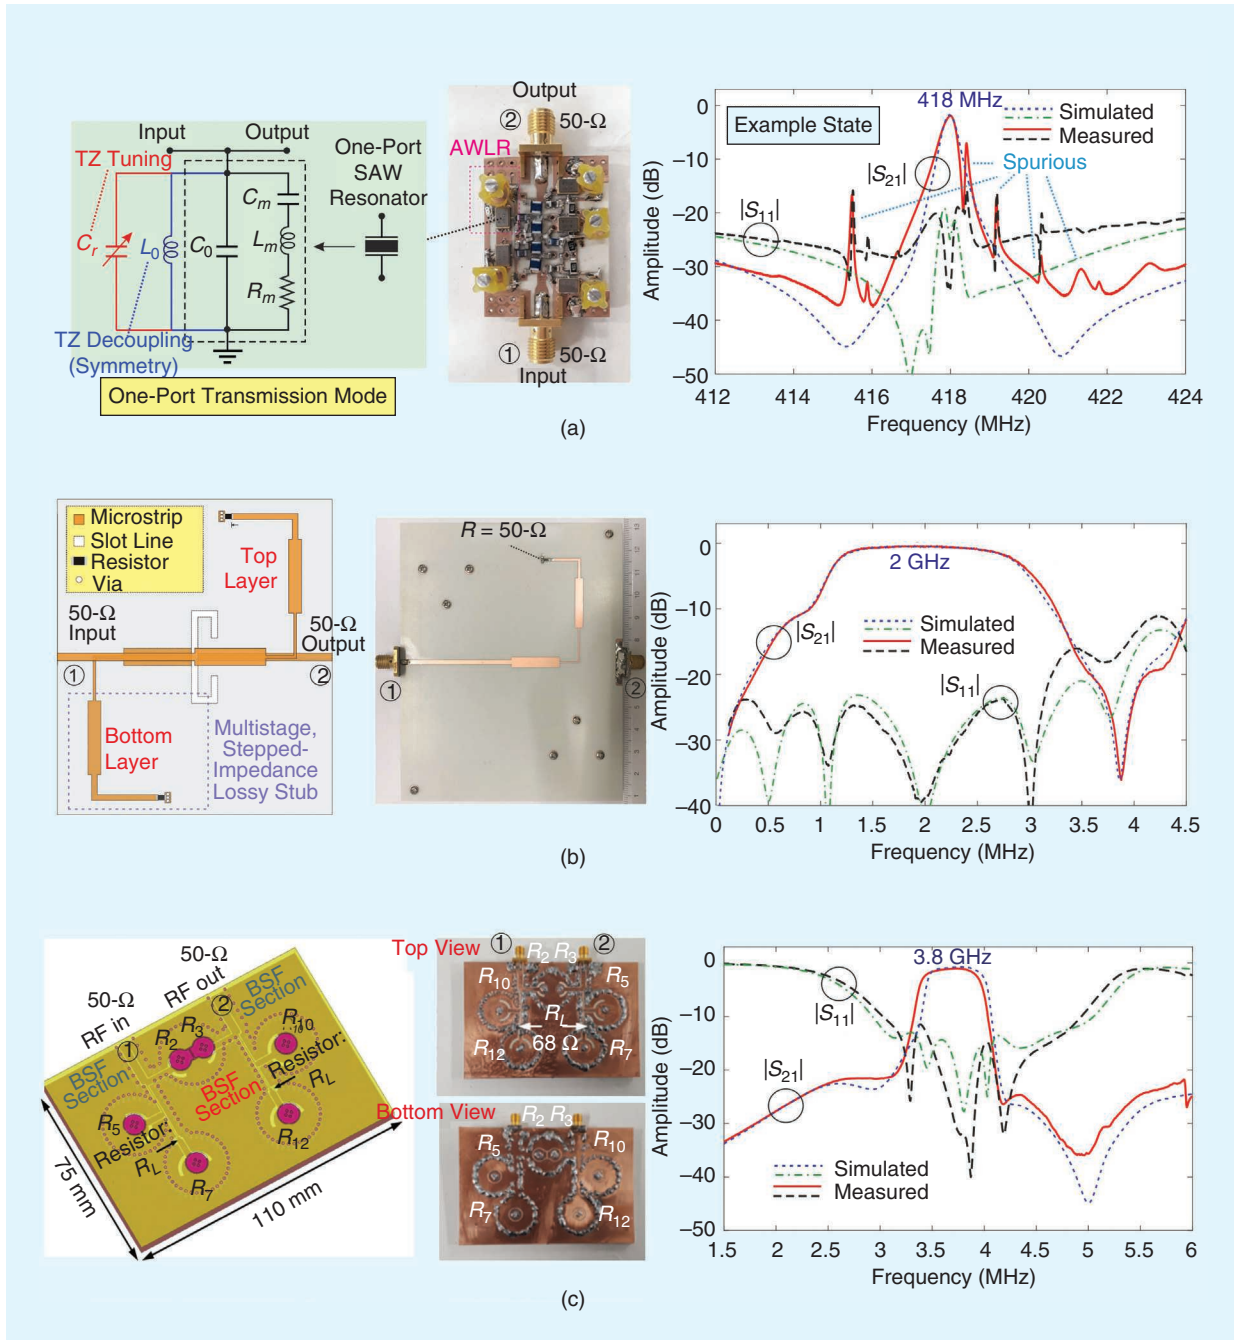 Input
Output
TZ Tuning
One-Port
SAW
Resonator
C_m
C_r
L_0
C_0
L_m
R_m
TZ Decoupling
(Symmetry)
One-Port Transmission Mode
Output
② 50-Ω
AWLR
① 50-Ω
Input
0
–10
–20
–30
–40
–50
Amplitude (dB)
Example State
418 MHz
Simulated
Measured
Spurious
|S21|
|S11|
412 414 416 418 420 422 424
Frequency (MHz)
(a)
Microstrip
Slot Line
Resistor
Via
Top
Layer
50-Ω
Input
50-Ω
Output
①
②
Bottom
Layer
Multistage,
Stepped-
Impedance
Lossy Stub
R = 50-Ω
①
②
0
–10
–20
–30
–40
Amplitude (dB)
2 GHz
|S21|
Simulated
Measured
|S11|
0 0.5 1 1.5 2 2.5 3 3.5 4 4.5
Frequency (MHz)
(b)
50-Ω
RF out
50-Ω
RF in
①
②
BSF
Section
BSF
Section
BSF
Section
R2
R3
R10
R5
Resistor:
RL
Resistor:
RL
R12
R7
75 mm
110 mm
Top View
① ②
R2 R3
R10
R5
RL
68 Ω
R12
R7
Bottom View
R2 R3
R5
R10
R7
R12
0
–10
–20
–30
–40
–50
Amplitude (dB)
3.8 GHz
|S11|
|S21|
Simulated
Measured
1.5 2 2.5 3 3.5 4 4.5 5 5.5 6
Frequency (MHz)
(c)